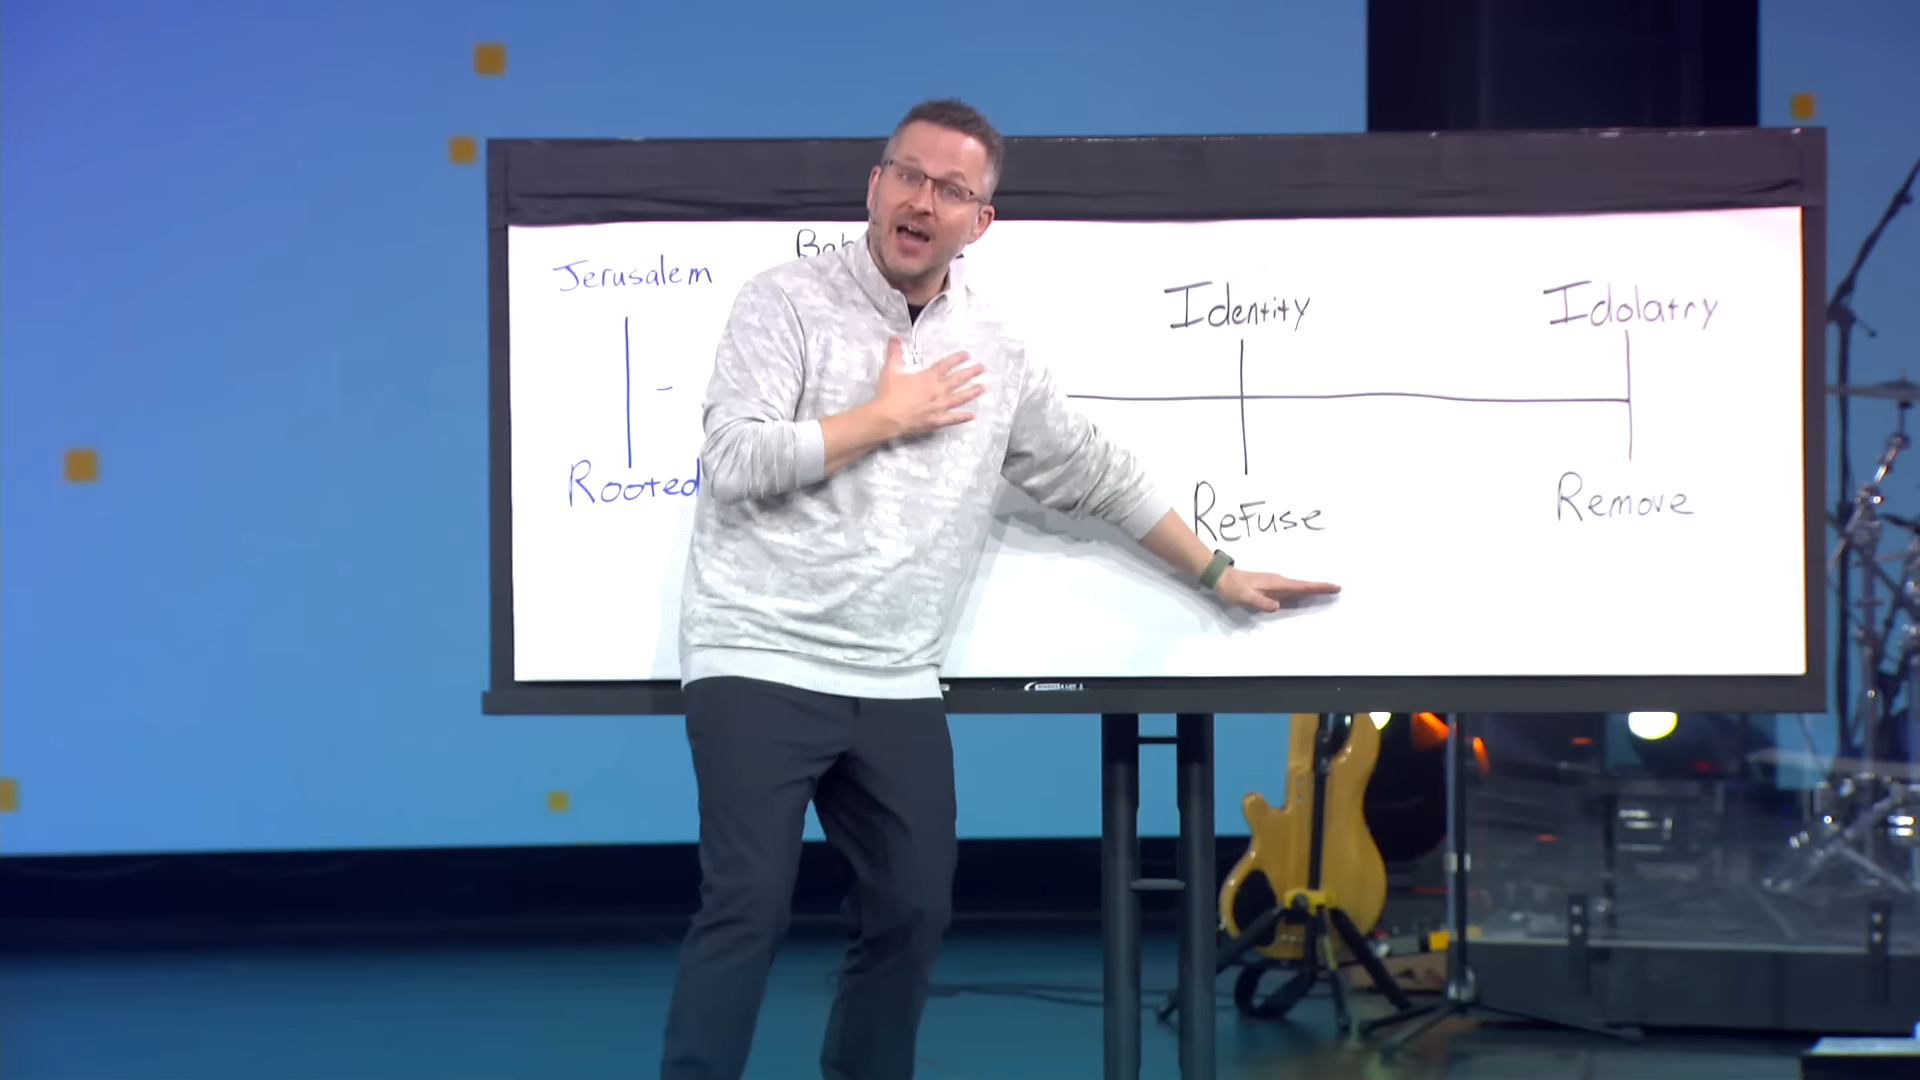 Jerusalem
Identity
Idolatry
Rooted
Refuse
Remove